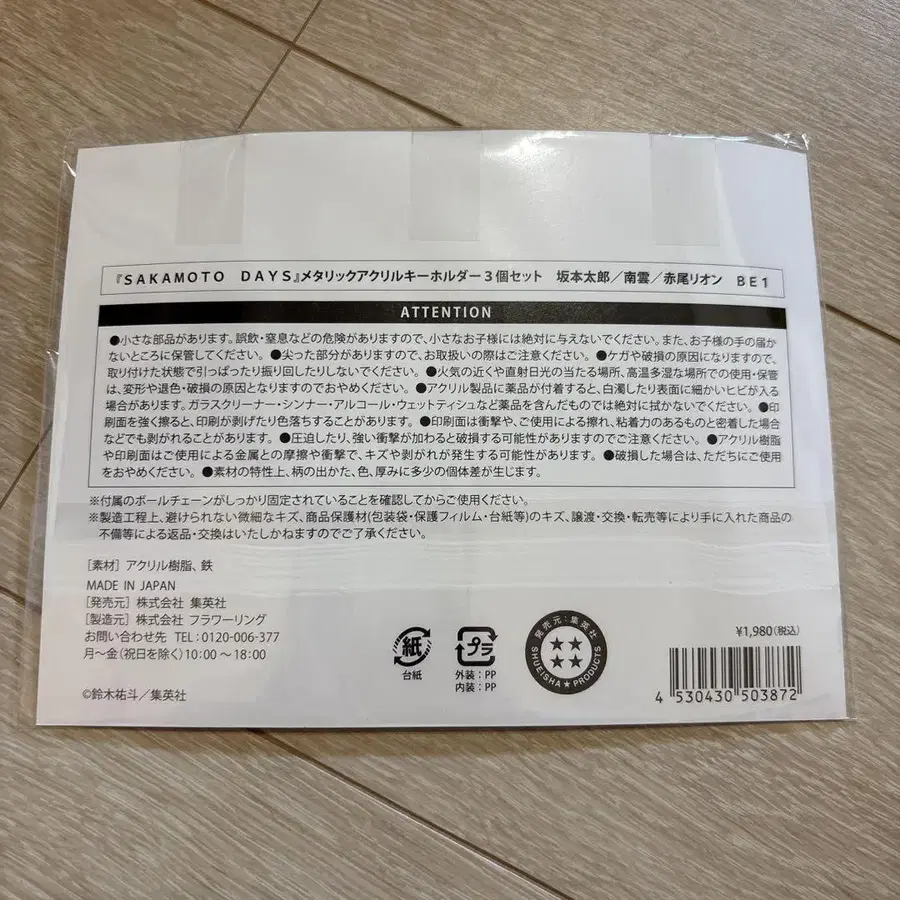 『SAKAMOTO DAYS』メタリックアクリルキーホルダー3個セット 坂本太郎／南雲／赤尾リオン BE1
ATTENTION
●小さな部品があります。誤飲・窒息などの危険がありますので、小さなお子様には絶対に与えないでください。また、お子様の手の届か
ないところに保管してください。 ●尖った部分がありますので、お取扱いの際はご注意ください。 ●ケガや破損の原因になりますので、
取り付けた状態で引っぱったり振り回したりしないでください。 ●火気の近くや直射日光の当たる場所、高温多湿な場所での使用・保管
は、変形や退色・破損の原因となりますのでおやめください。 ●アクリル製品に薬品が付着すると、白濁したり表面に細かいヒビが入る
場合があります。ガラスクリーナー・シンナー・アルコール・ウェットティシュなど薬品を含んだものでは絶対に拭かないでください。 ●印
刷面を強く擦ると、印刷が剥げたり色落ちすることがあります。 ●印刷面は衝撃や、ご使用による擦れ、粘着力のあるものと密着した場合
などでも剥がれることがあります。 ●圧迫したり、強い衝撃が加わると破損する可能性がありますのでご注意ください。 ●アクリル樹脂
や印刷面はご使用による金属との摩擦や衝撃で、キズや剥がれが発生する可能性があります。 ●破損した場合は、ただちにご使用
をおやめください。 ●素材の特性上、柄の出かた、色、厚みに多少の個体差が生じます。
※付属のボールチェーンがしっかり固定されていることを確認してからご使用ください。
※製造工程上、避けられない微細なキズ、商品保護材(包装袋・保護フィルム・台紙等)のキズ、譲渡・交換・転売等により手に入れた商品の
不備等による返品・交換はいたしかねますのでご了承ください。
［素材］アクリル樹脂、鉄
MADE IN JAPAN
［発売元］株式会社 集英社
［製造元］株式会社 フラワーリング
お問い合わせ先 TEL：0120-006-377
月～金（祝日を除く）10：00～18：00
©鈴木祐斗／集英社
紙
台紙
プラ
外装：PP
内装：PP
発売元：集英社
SHUEISHA★PRODUCTS
¥1,980(税込)
4 530430 503872